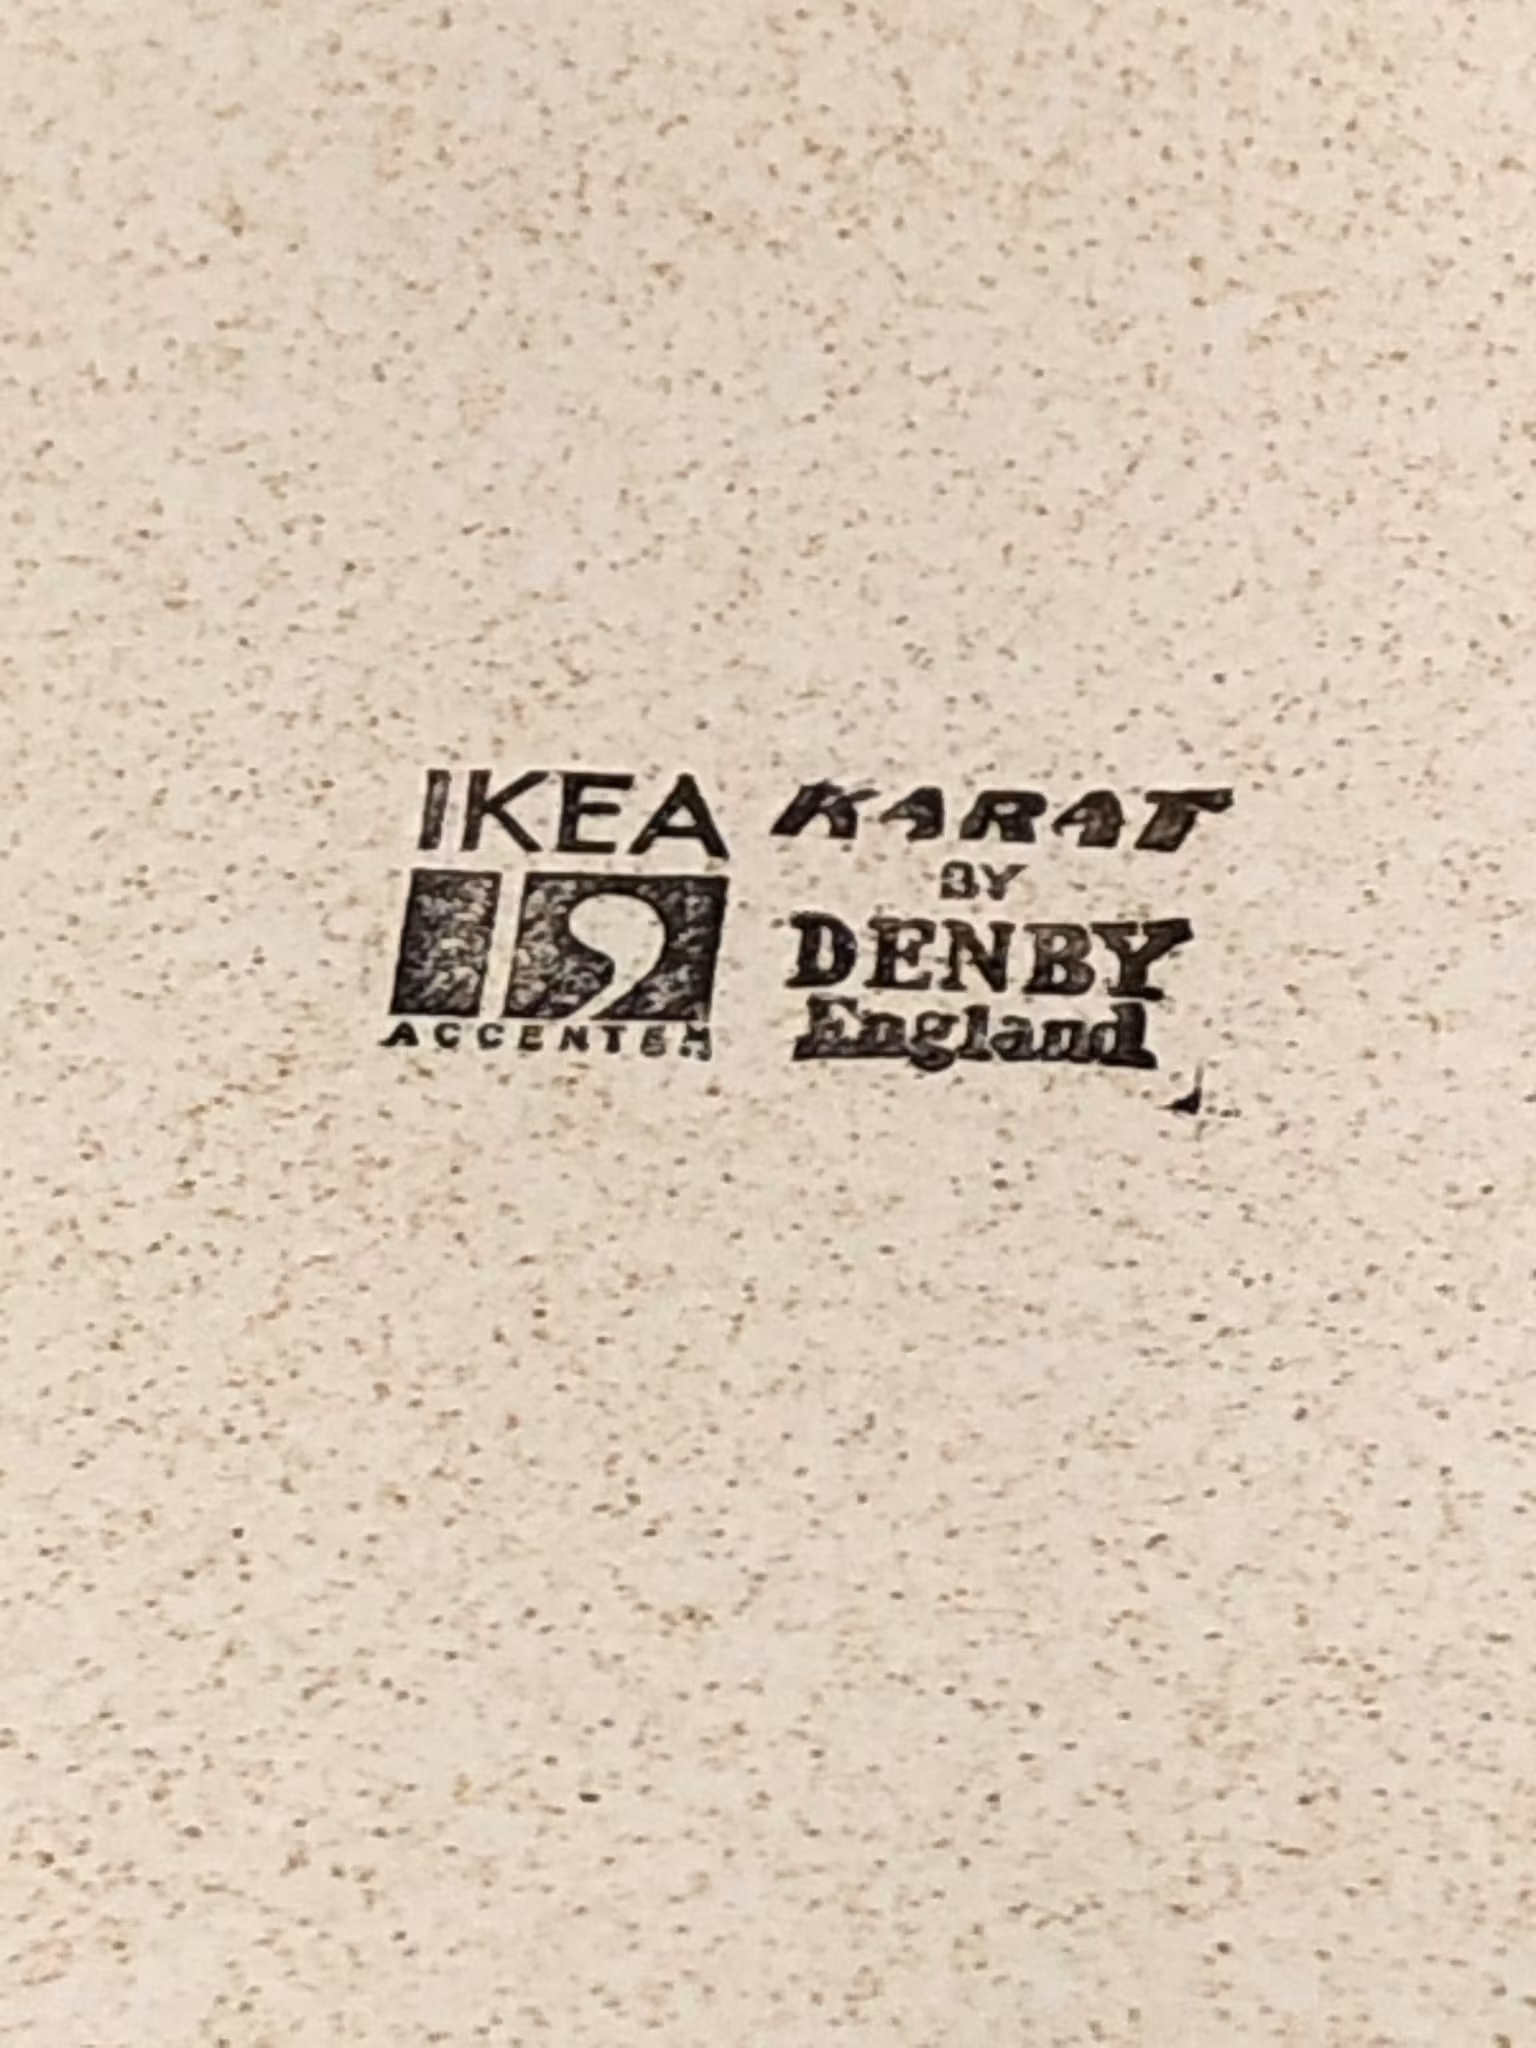 IKEA
ACCENTEN
KARAT
BY
DENBY
England